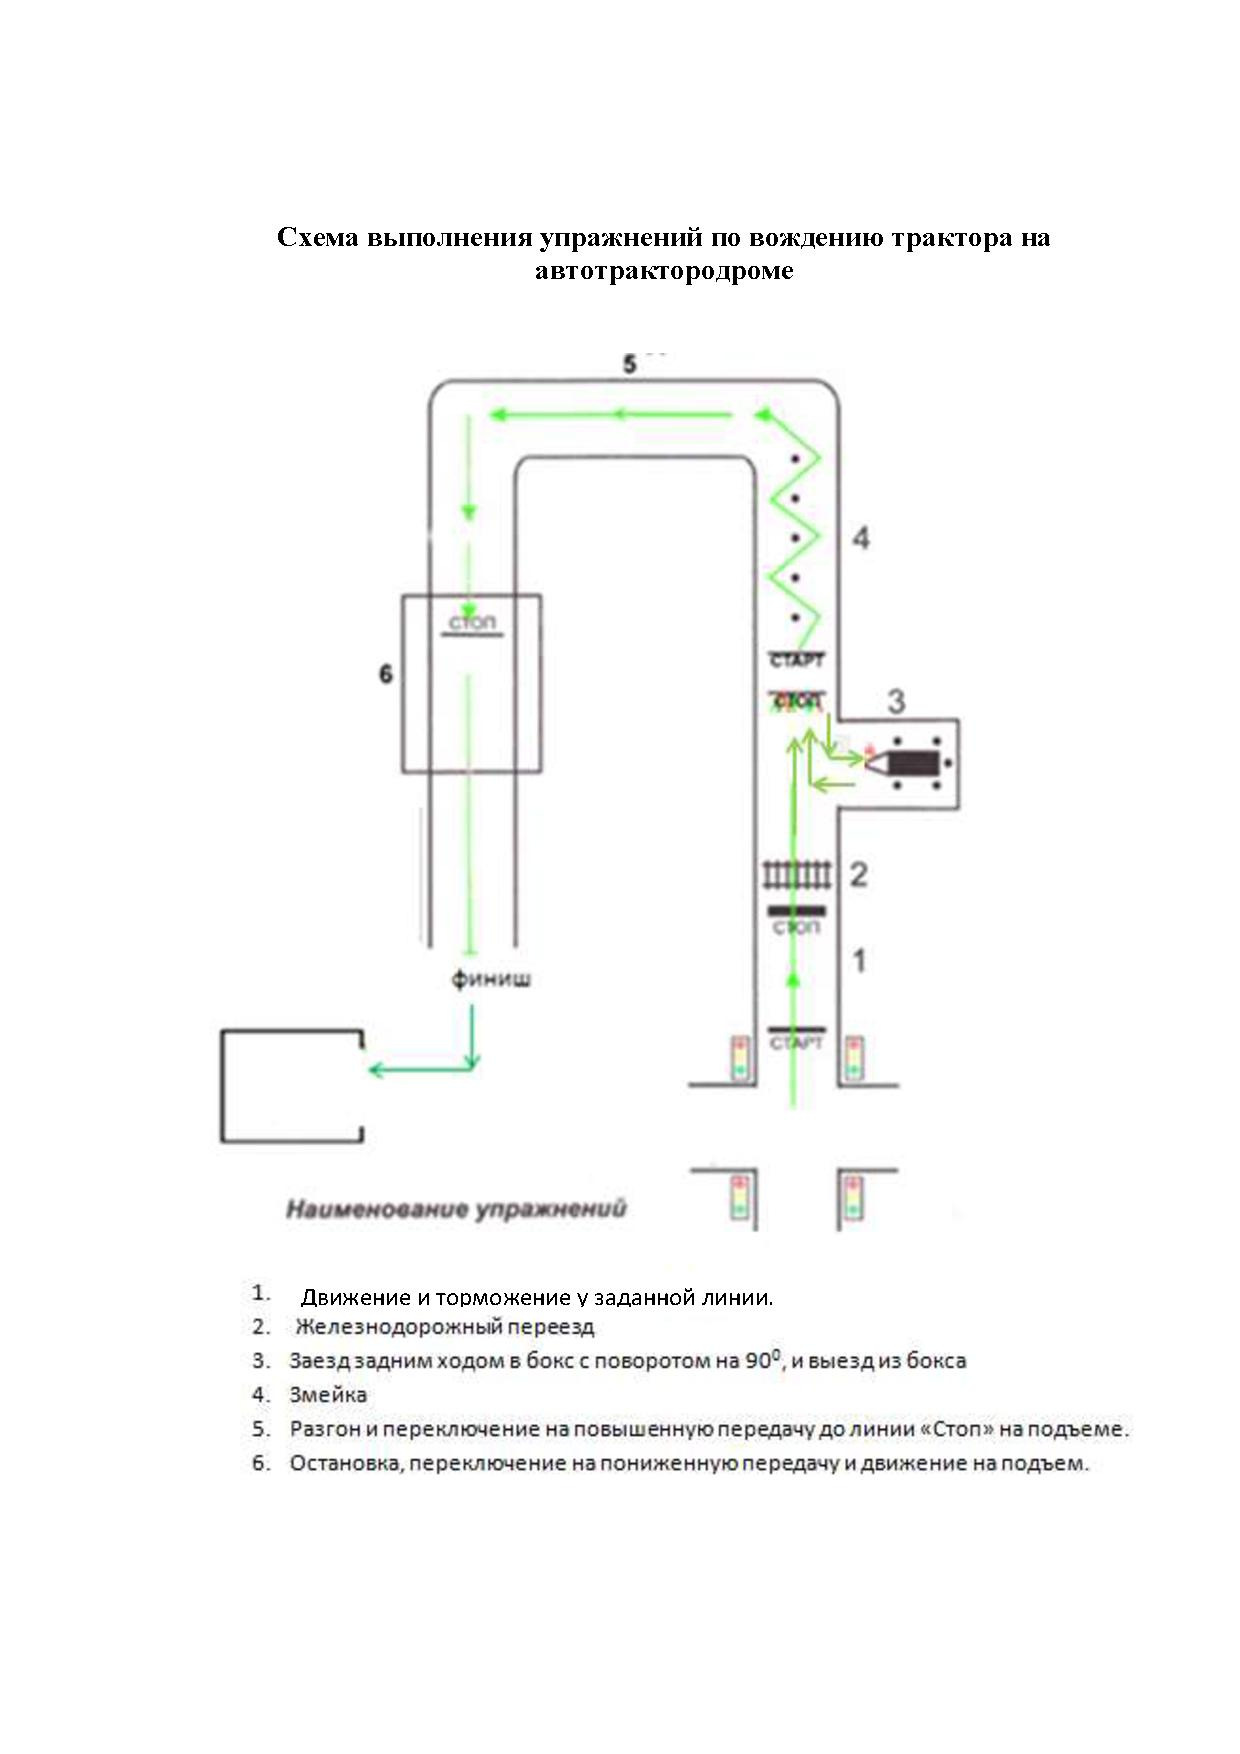 Схема выполнения упражнений по вождению трактора на
автотрактородроме
5
4
СТОП
6
СТАРТ
СТОП
3
2
СТОП
1
финиш
СТАРТ
Наименование упражнений
1. Движение и торможение у заданной линии.
2. Железнодорожный переезд
3. Заезд задним ходом в бокс с поворотом на 90⁰, и выезд из бокса
4. Змейка
5. Разгон и переключение на повышенную передачу до линии «Стоп» на подъеме.
6. Остановка, переключение на пониженную передачу и движение на подъем.